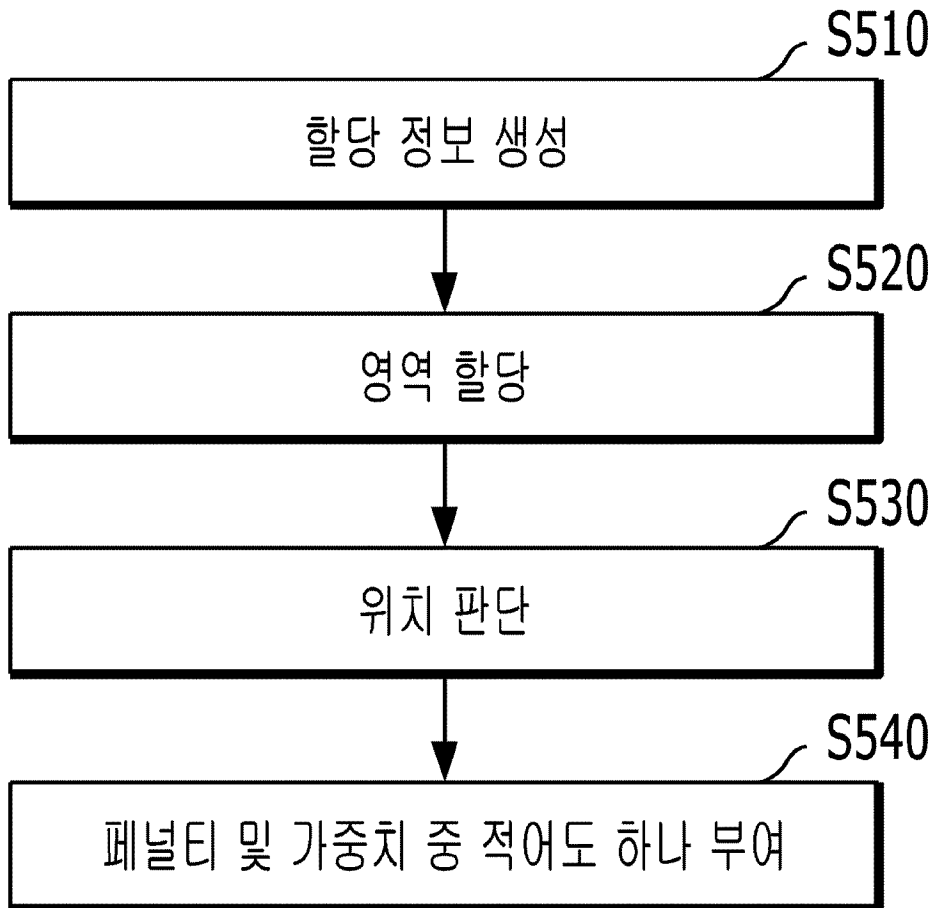 S510
할당 정보 생성
S520
영역 할당
S530
위치 판단
S540
페널티 및 가중치 중 적어도 하나 부여